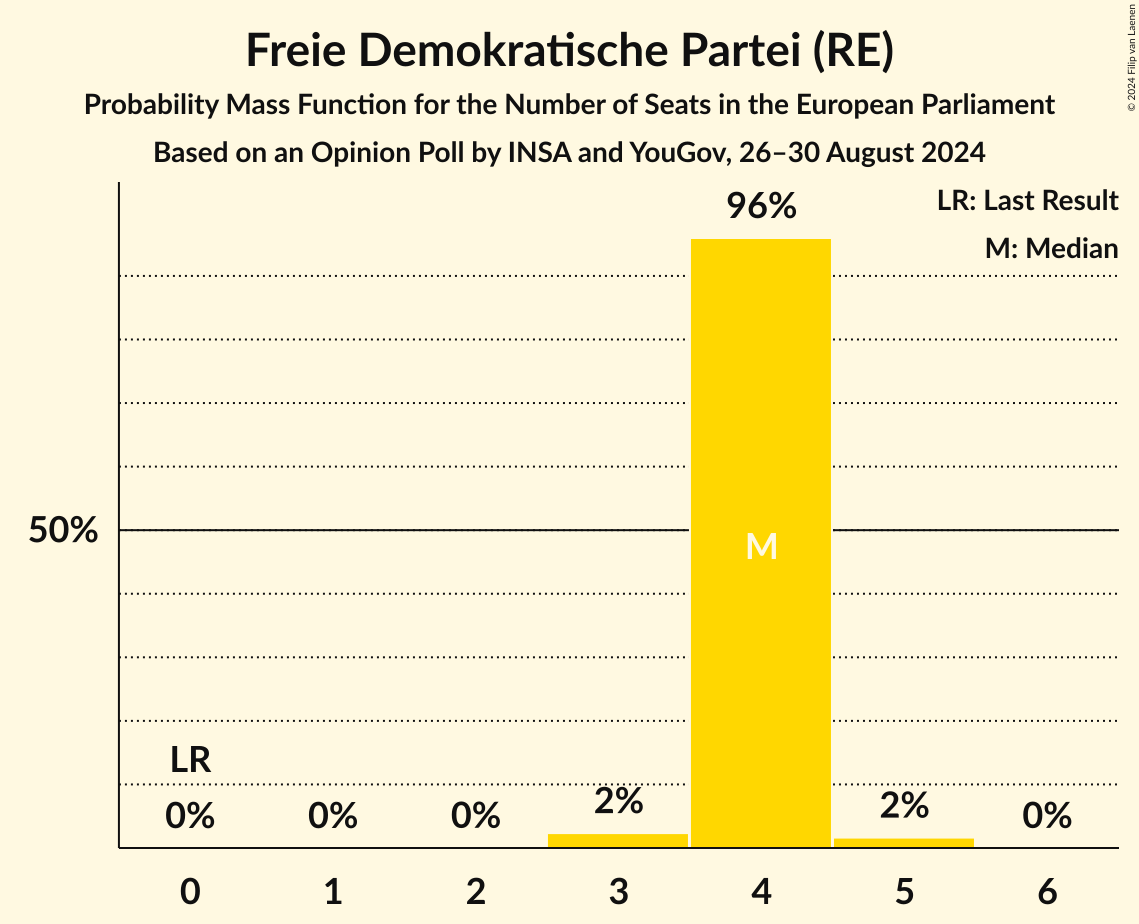 Freie Demokratische Partei (RE)
Probability Mass Function for the Number of Seats in the European Parliament
Based on an Opinion Poll by INSA and YouGov, 26–30 August 2024
© 2024 Filip van Laenen
LR: Last Result
M: Median
96%
50%
M
LR
0% 0% 0% 2% 2% 0%
0 1 2 3 4 5 6